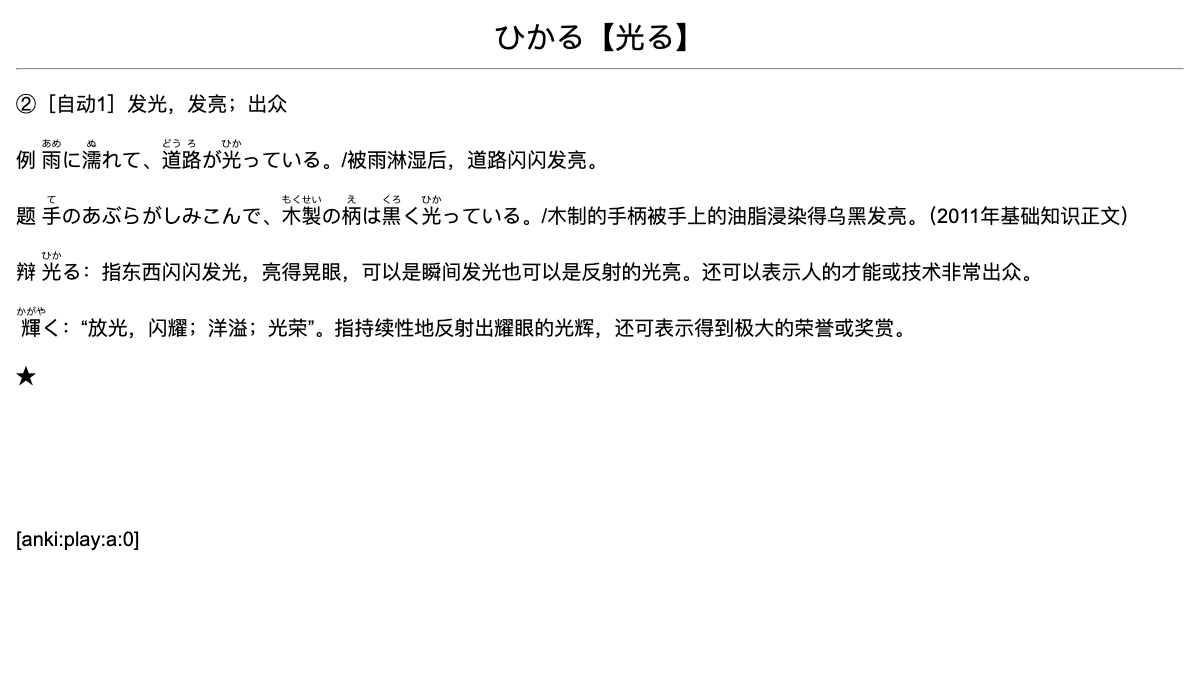 ひかる【光る】
②［自动1］发光，发亮；出众
あめ ぬ どう ろ ひか
例 雨に濡れて、道路が光っている。/被雨淋湿后，道路闪闪发亮。
て もくせい え くろ ひか
题 手のあぶらがしみこんで、木製の柄は黒く光っている。/木制的手柄被手上的油脂浸染得乌黑发亮。（2011年基础知识正文）
ひか
辩 光る：指东西闪闪发光，亮得晃眼，可以是瞬间发光也可以是反射的光亮。还可以表示人的才能或技术非常出众。
かがや
輝く：“放光，闪耀；洋溢；光荣”。指持续性地反射出耀眼的光辉，还可表示得到极大的荣誉或奖赏。
★
[anki:play:a:0]